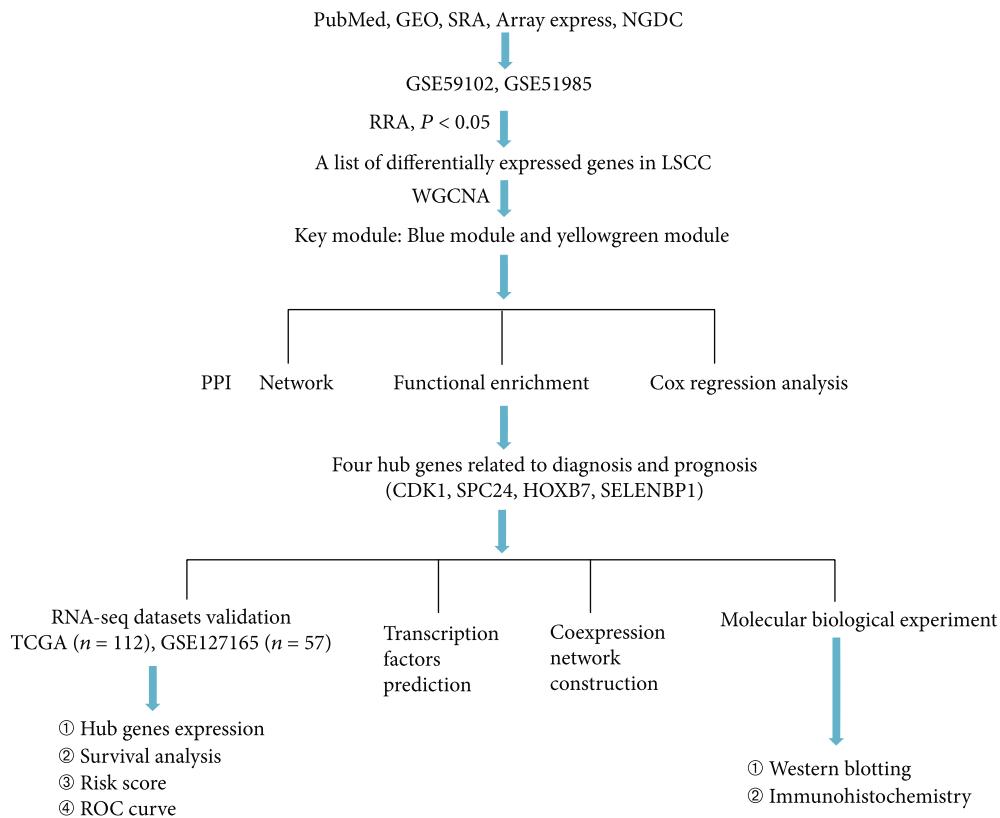 PubMed, GEO, SRA, Array express, NGDC
GSE59102, GSE51985
RRA, P < 0.05
A list of differentially expressed genes in LSCC
WGCNA
Key module: Blue module and yellowgreen module
PPI Network
Functional enrichment
Cox regression analysis
Four hub genes related to diagnosis and prognosis
(CDK1, SPC24, HOXB7, SELENBP1)
RNA-seq datasets validation
TCGA (n = 112), GSE127165 (n = 57)
Transcription
factors
prediction
Coexpression
network
construction
Molecular biological experiment
① Hub genes expression
② Survival analysis
③ Risk score
④ ROC curve
① Western blotting
② Immunohistochemistry